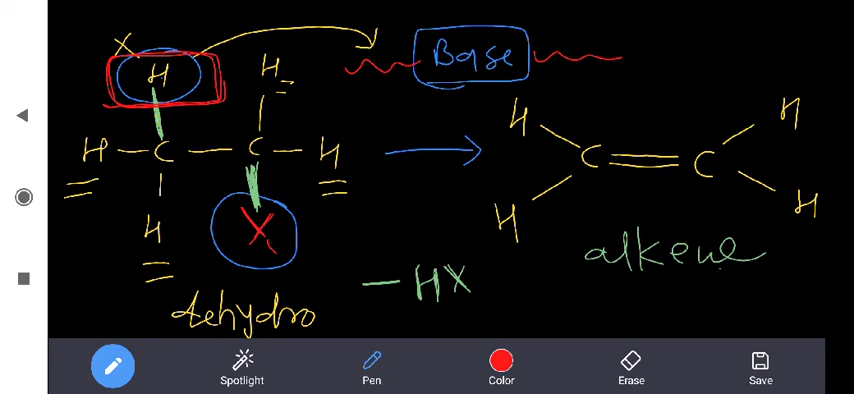 X
H
H
Base
H
H
H - C - C - H
C = C
H
X
H
H
alkene
- HX
dehydro
Spotlight
Pen
Color
Erase
Save